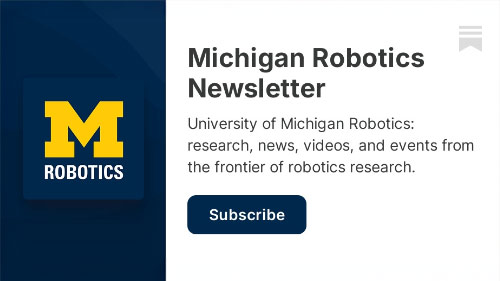 M
ROBOTICS
Michigan Robotics
Newsletter
University of Michigan Robotics:
research, news, videos, and events from
the frontier of robotics research.
Subscribe